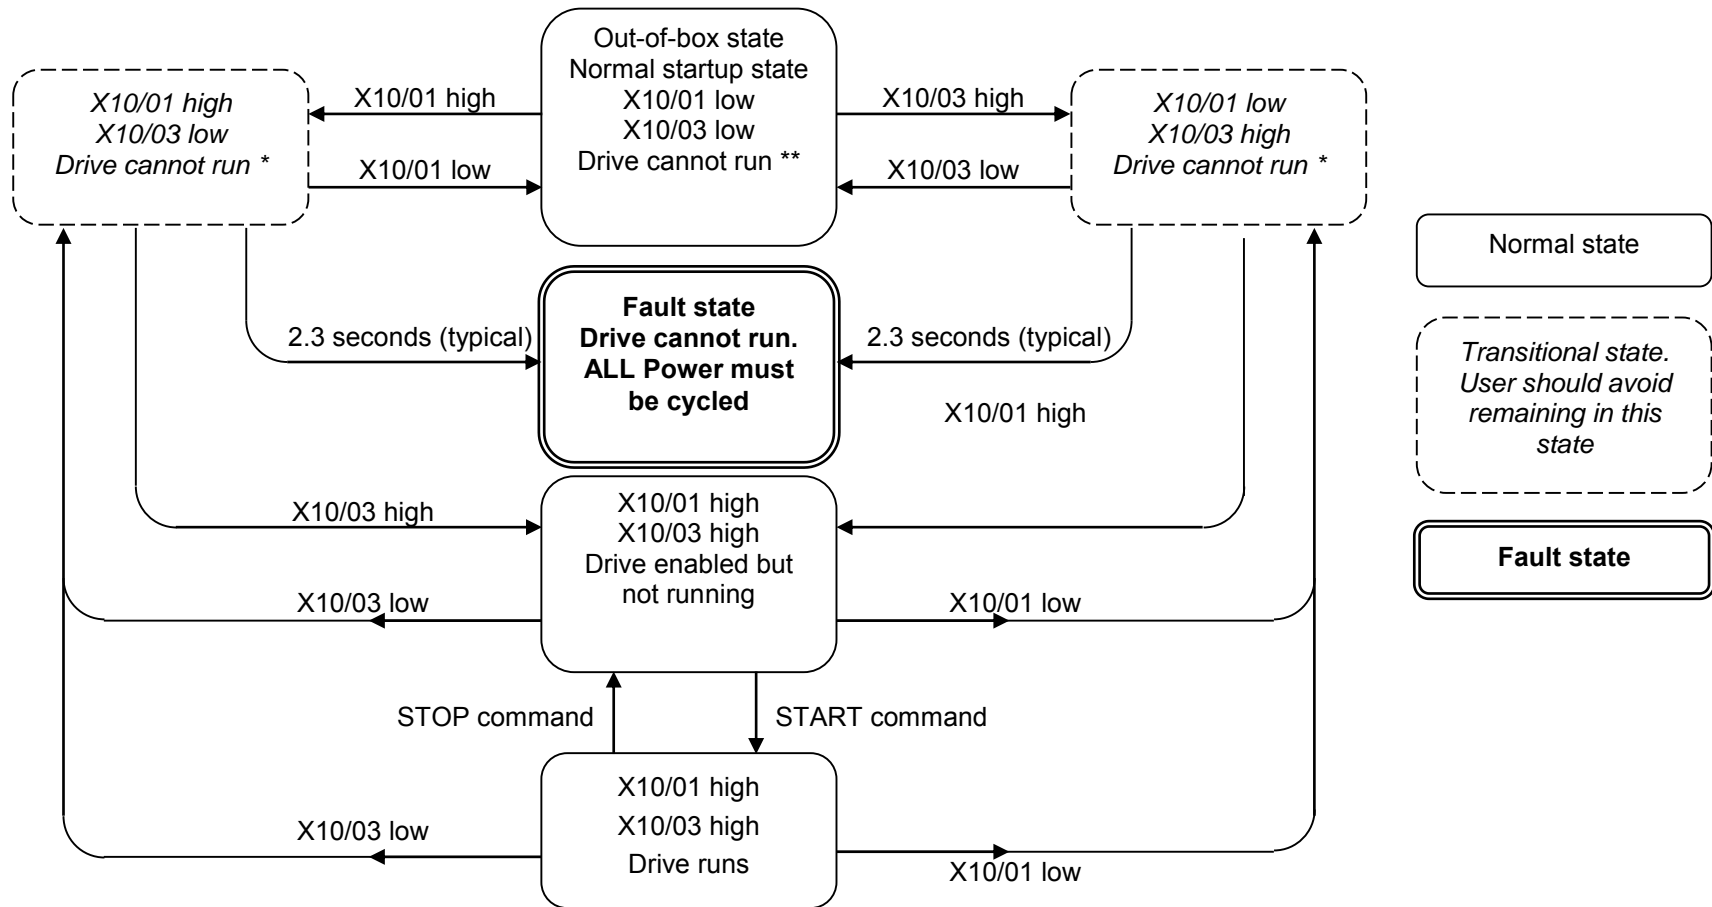 Out-of-box state
Normal startup state
X10/01 low
X10/03 low
Drive cannot run **
X10/01 high
X10/03 low
Drive cannot run *
X10/01 high
X10/01 low
X10/03 high
X10/03 low
X10/01 low
X10/03 high
Drive cannot run *
Normal state
Fault state
Drive cannot run.
ALL Power must
be cycled
2.3 seconds (typical)
2.3 seconds (typical)
X10/01 high
Transitional state.
User should avoid
remaining in this
state
X10/03 high
X10/01 high
X10/03 high
Drive enabled but
not running
Fault state
X10/03 low
X10/01 low
STOP command
START command
X10/01 high
X10/03 high
Drive runs
X10/03 low
X10/01 low